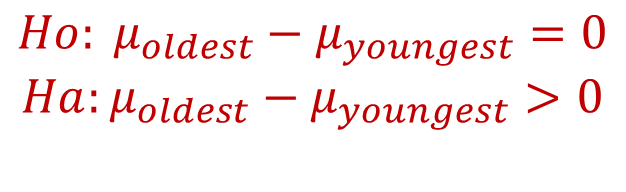 Ho: μ_oldest − μ_youngest = 0
Ha: μ_oldest − μ_youngest > 0